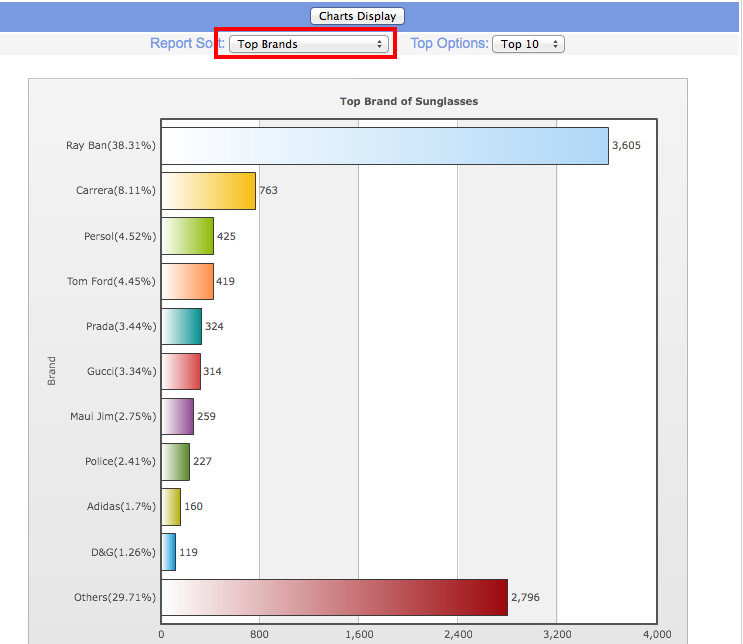 Charts Display
Report Sort: Top Brands Top Options: Top 10
Top Brand of Sunglasses
Ray Ban(38.31%) 3,605
Carrera(8.11%) 763
Persol(4.52%) 425
Tom Ford(4.45%) 419
Prada(3.44%) 324
Brand
Gucci(3.34%) 314
Maui Jim(2.75%) 259
Police(2.41%) 227
Adidas(1.7%) 160
D&G(1.26%) 119
Others(29.71%) 2,796
0 800 1,600 2,400 3,200 4,000